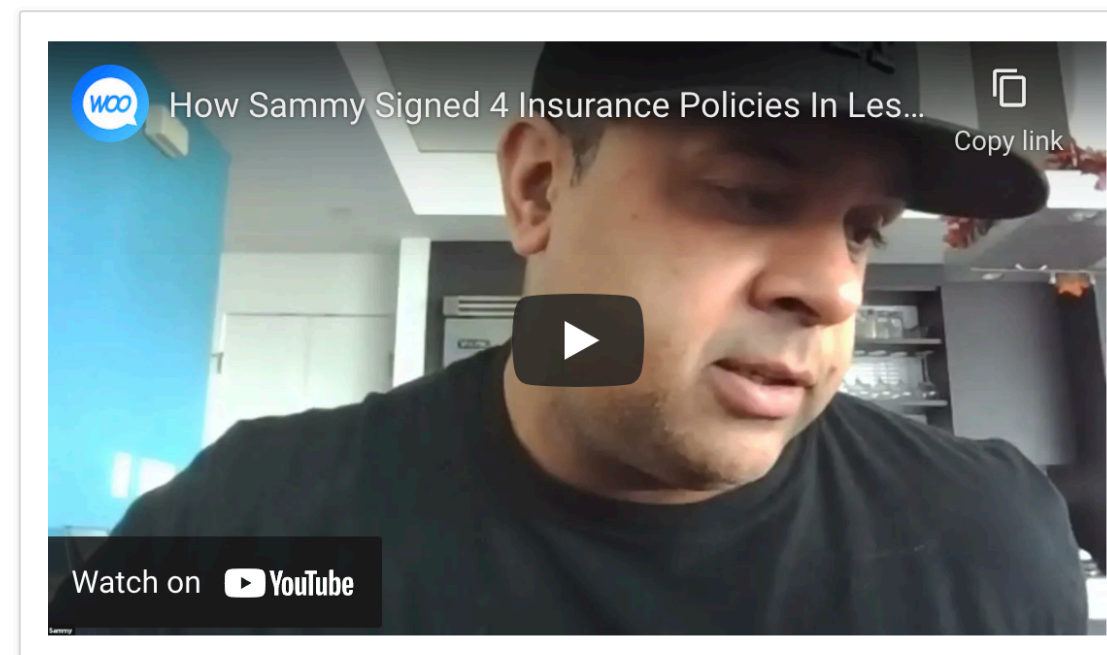 WOO
How Sammy Signed 4 Insurance Policies In Les...
Copy link
Watch on YouTube
Sammy